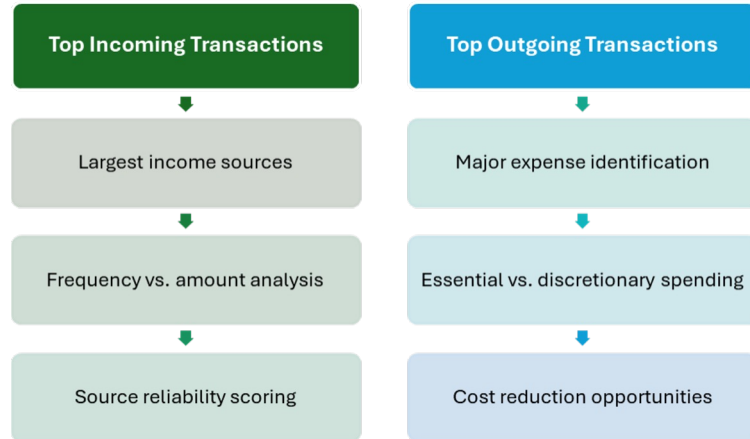 Top Incoming Transactions
Largest income sources
Frequency vs. amount analysis
Source reliability scoring
Top Outgoing Transactions
Major expense identification
Essential vs. discretionary spending
Cost reduction opportunities